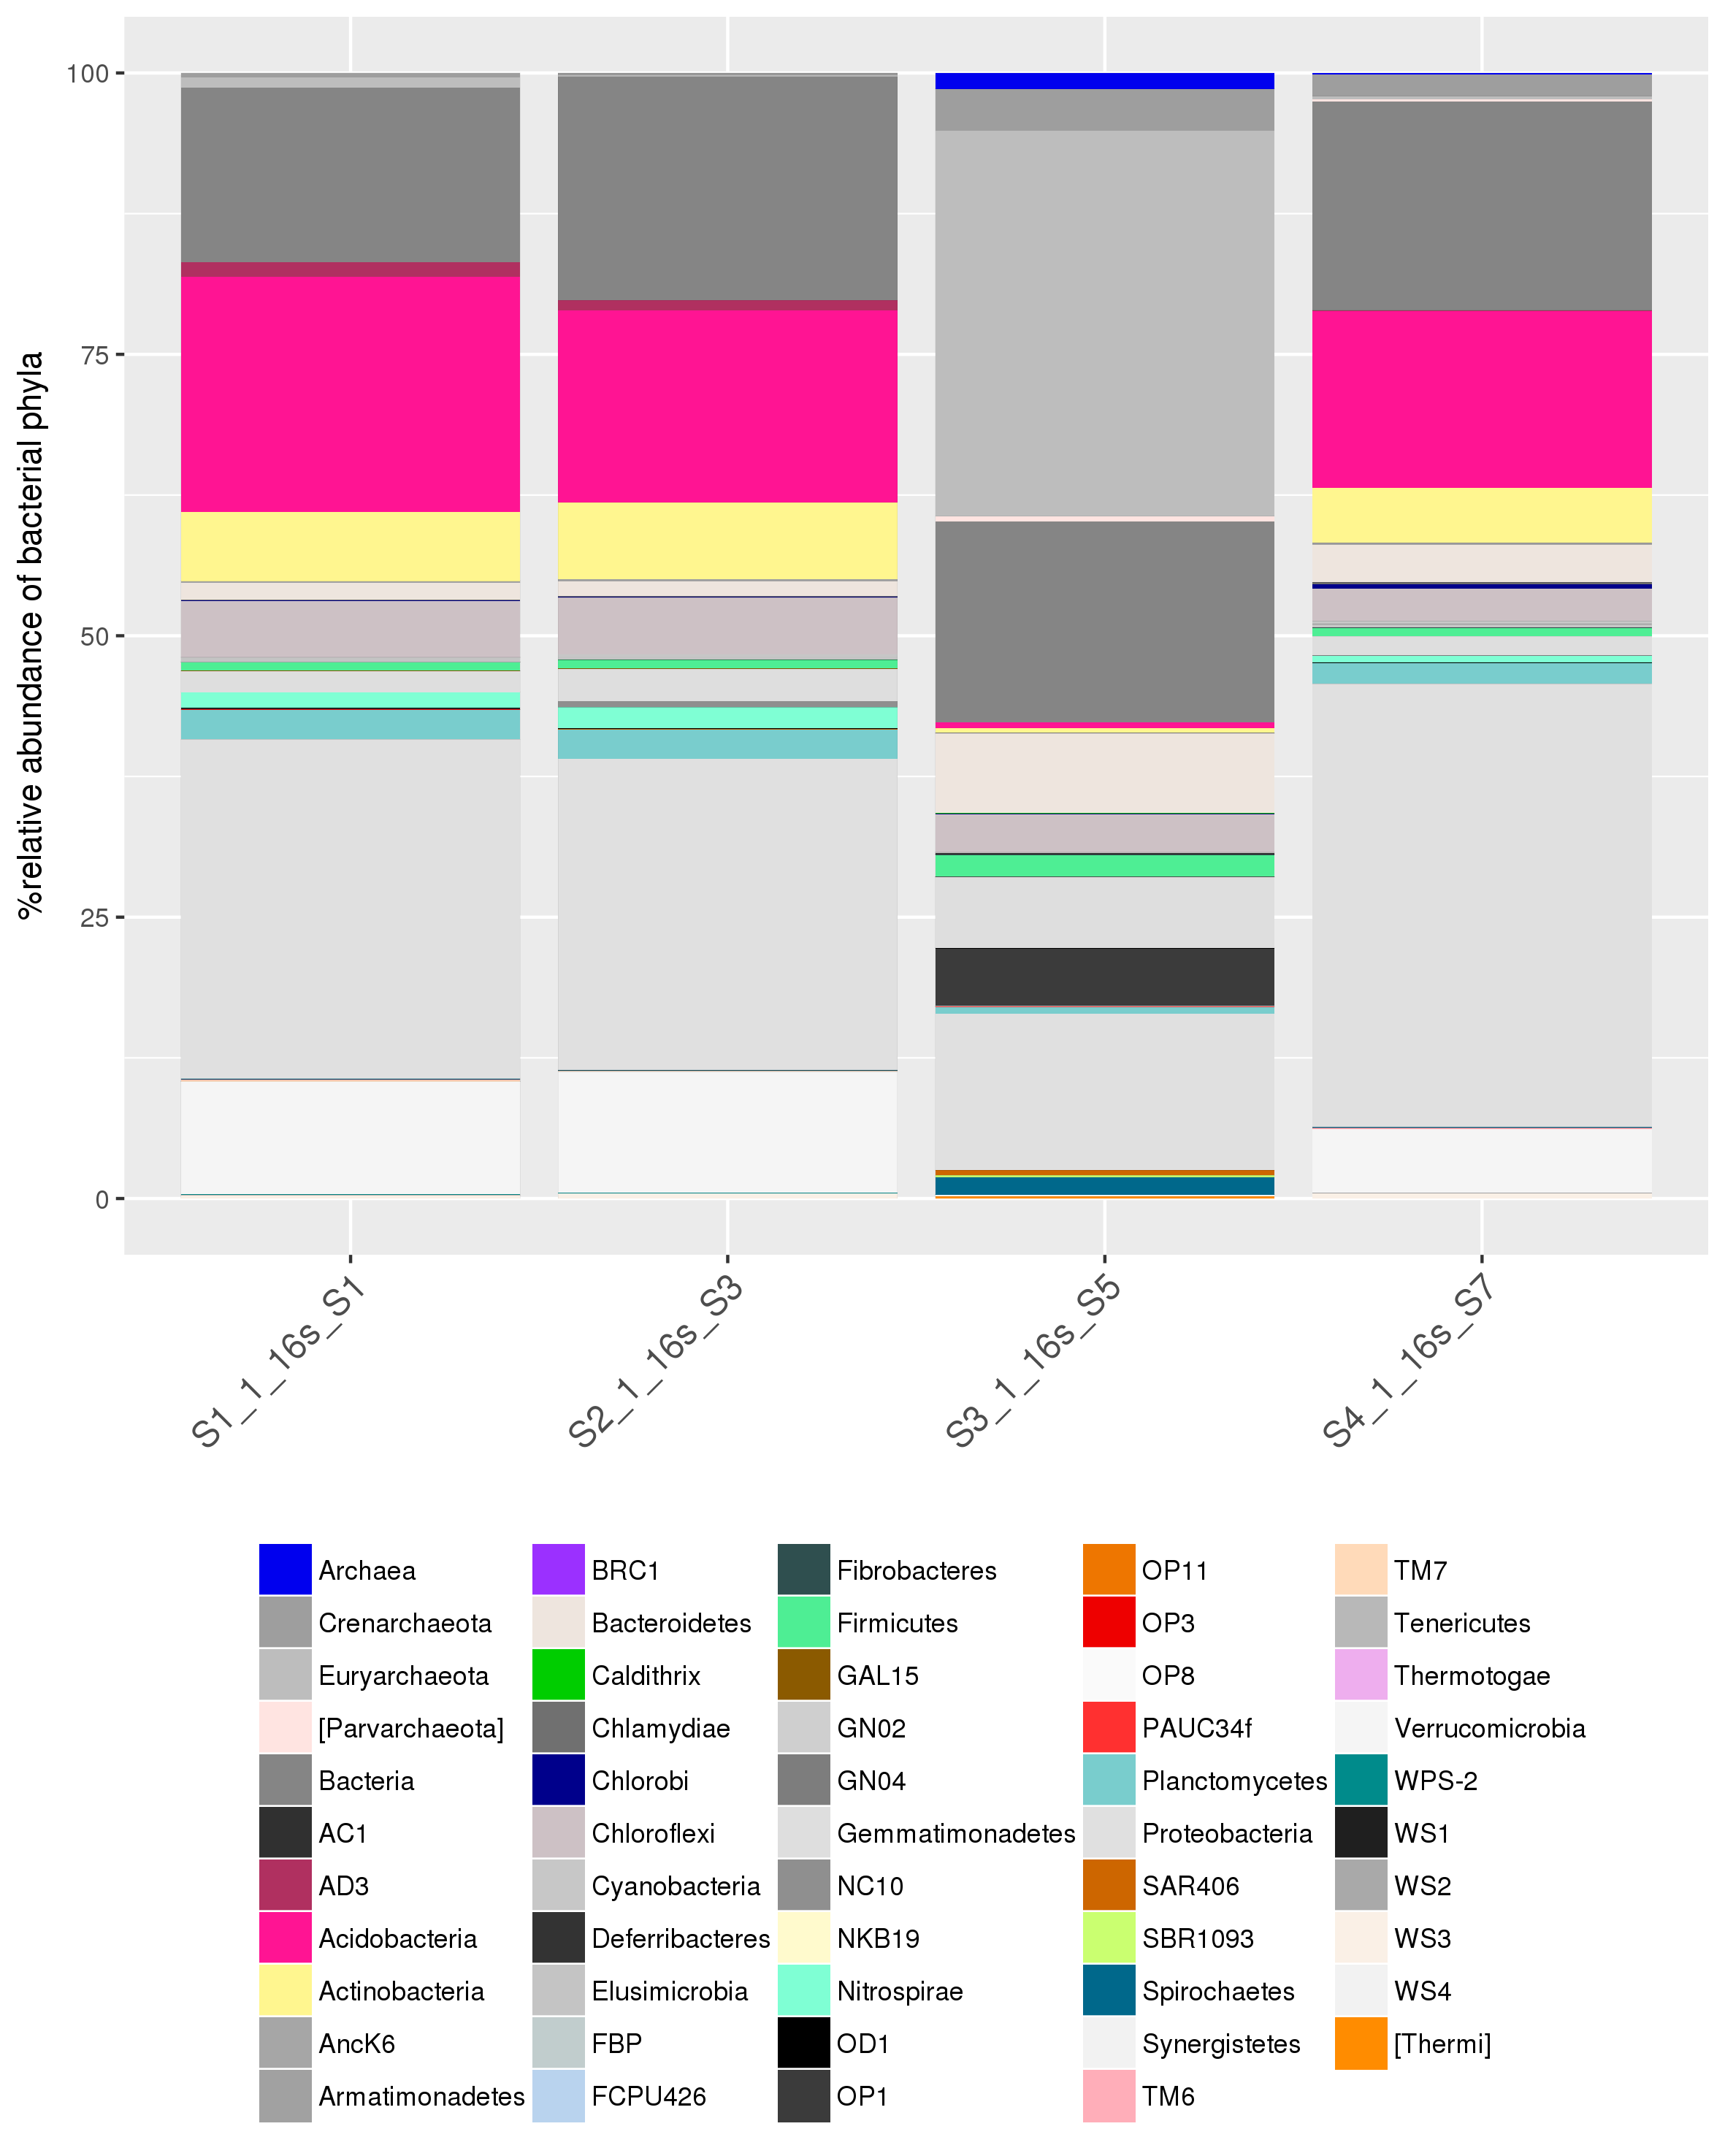 %relative abundance of bacterial phyla
100
75
50
25
0
S1_1_16s_S1
S2_1_16s_S3
S3_1_16s_S5
S4_1_16s_S7
Archaea
Crenarchaeota
Euryarchaeota
[Parvarchaeota]
Bacteria
AC1
AD3
Acidobacteria
Actinobacteria
AncK6
Armatimonadetes
BRC1
Bacteroidetes
Caldithrix
Chlamydiae
Chlorobi
Chloroflexi
Cyanobacteria
Deferribacteres
Elusimicrobia
FBP
FCPU426
Fibrobacteres
Firmicutes
GAL15
GN02
GN04
Gemmatimonadetes
NC10
NKB19
Nitrospirae
OD1
OP1
OP11
OP3
OP8
PAUC34f
Planctomycetes
Proteobacteria
SAR406
SBR1093
Spirochaetes
Synergistetes
TM6
TM7
Tenericutes
Thermotogae
Verrucomicrobia
WPS-2
WS1
WS2
WS3
WS4
[Thermi]